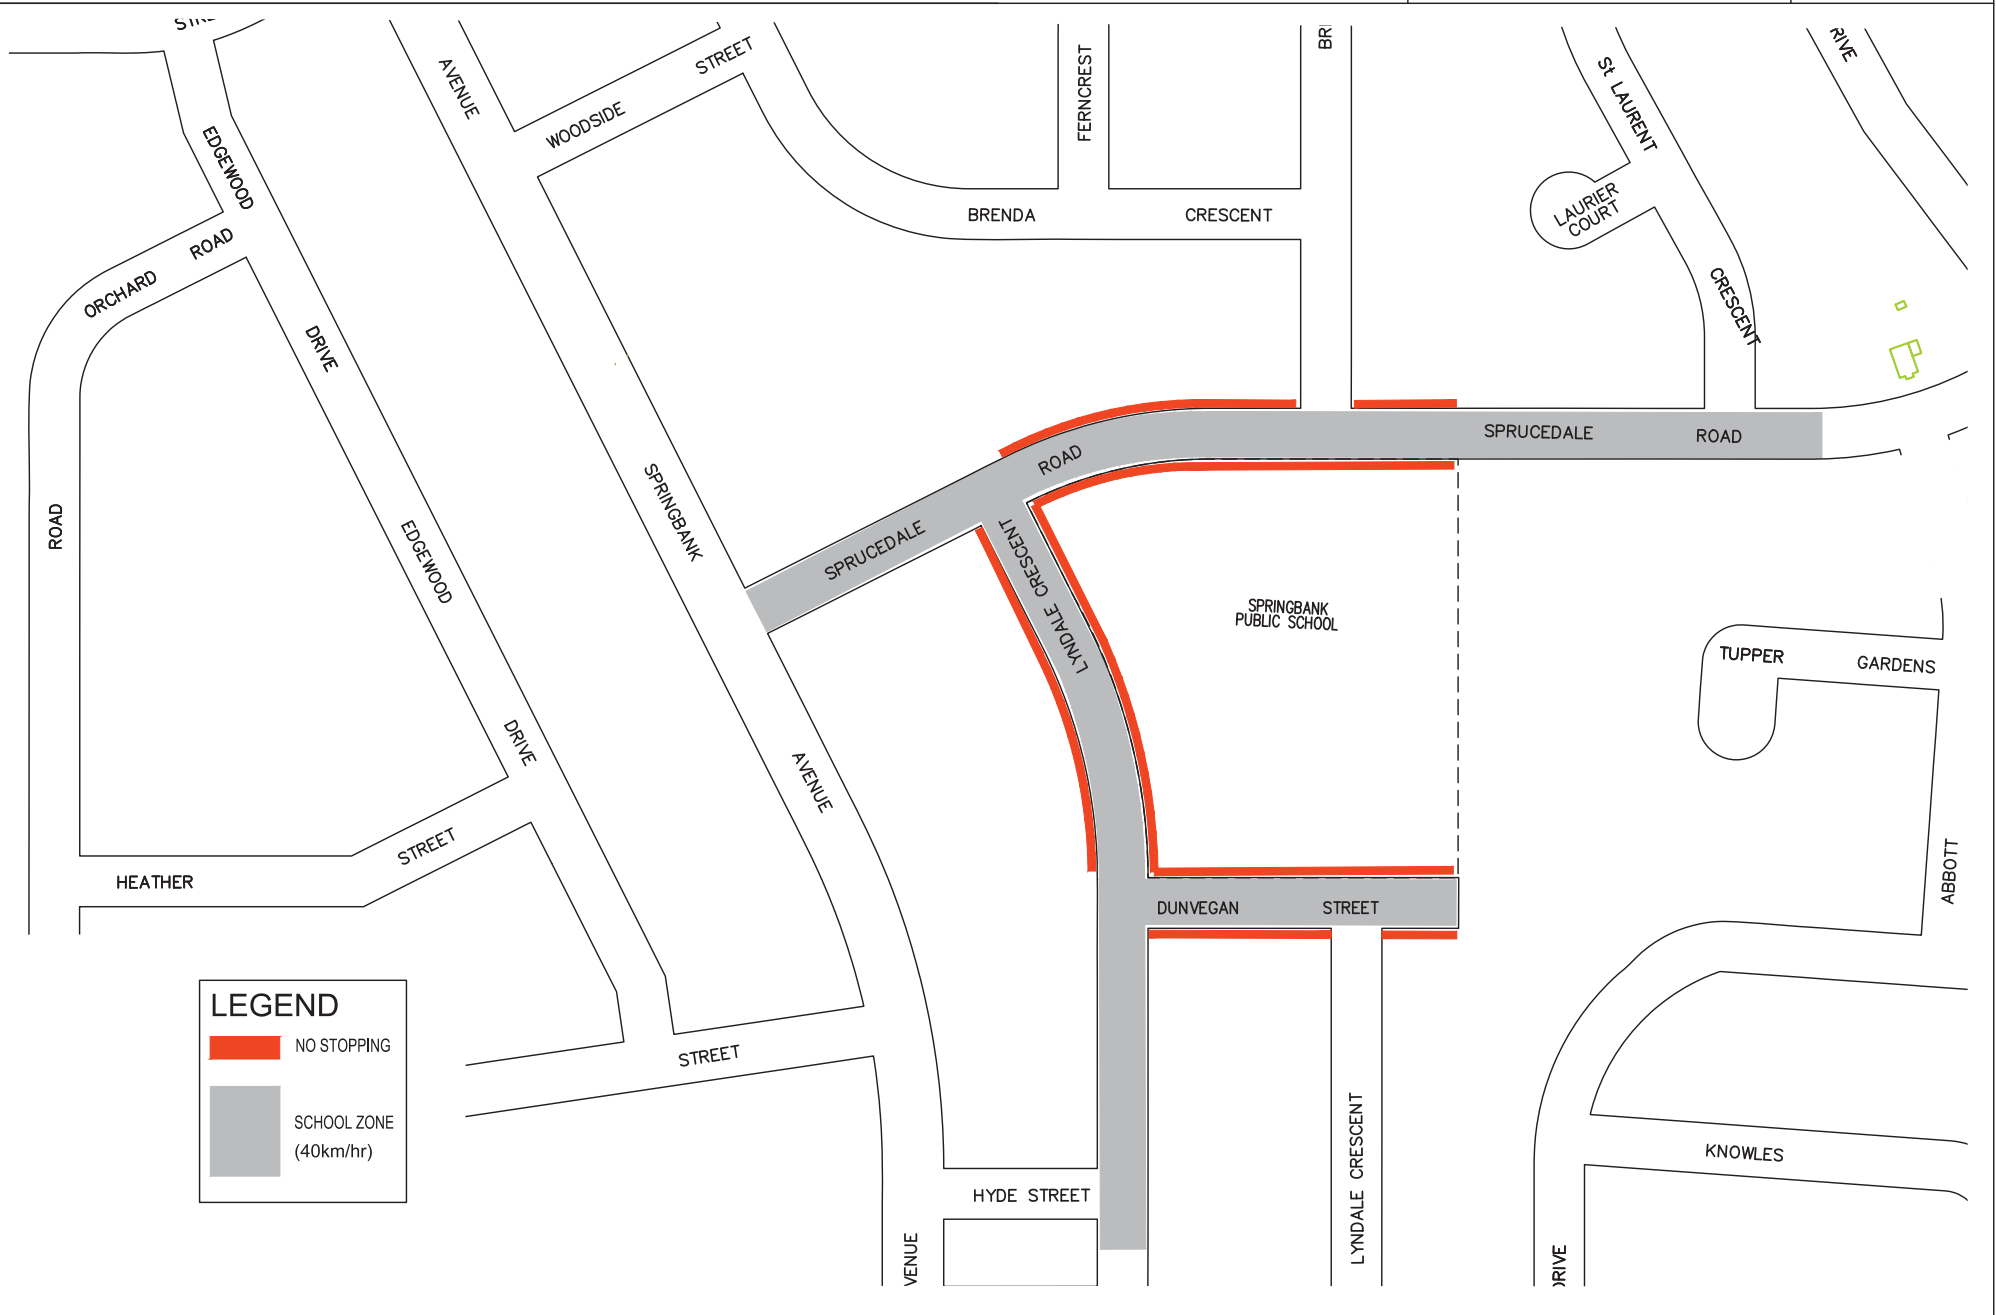 AVENUE
WOODSIDE
STREET
FERNCREST
BRENDA
CRESCENT
St LAURENT
CRESCENT
LAURIER
COURT
EDGEWOOD
DRIVE
ORCHARD
ROAD
ROAD
EDGEWOOD
DRIVE
SPRINGBANK
AVENUE
SPRUCEDALE
ROAD
SPRUCEDALE
ROAD
LYNDALE CRESCENT
SPRINGBANK
PUBLIC SCHOOL
TUPPER
GARDENS
ABBOTT
HEATHER
STREET
DUNVEGAN
STREET
STREET
HYDE STREET
LYNDALE CRESCENT
KNOWLES
DRIVE
LEGEND
NO STOPPING
SCHOOL ZONE
(40km/hr)